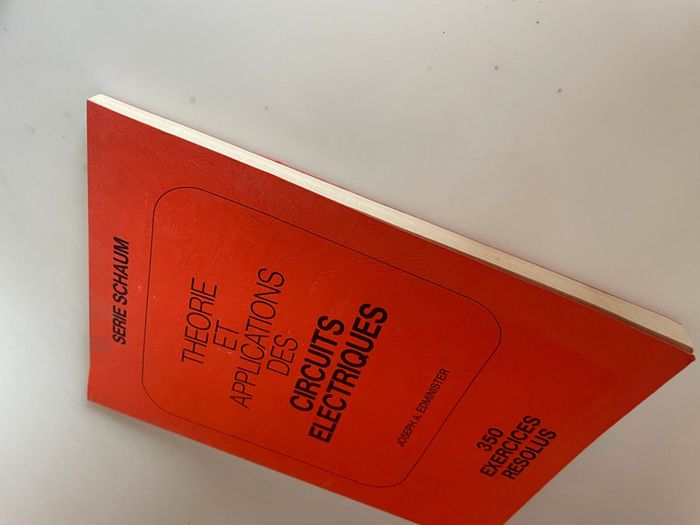 SERIE SCHAUM
THEORIE
ET
APPLICATIONS
DES
CIRCUITS
ELECTRIQUES
JOSEPH A. EDMINISTER
350
EXERCICES
RESOLUS